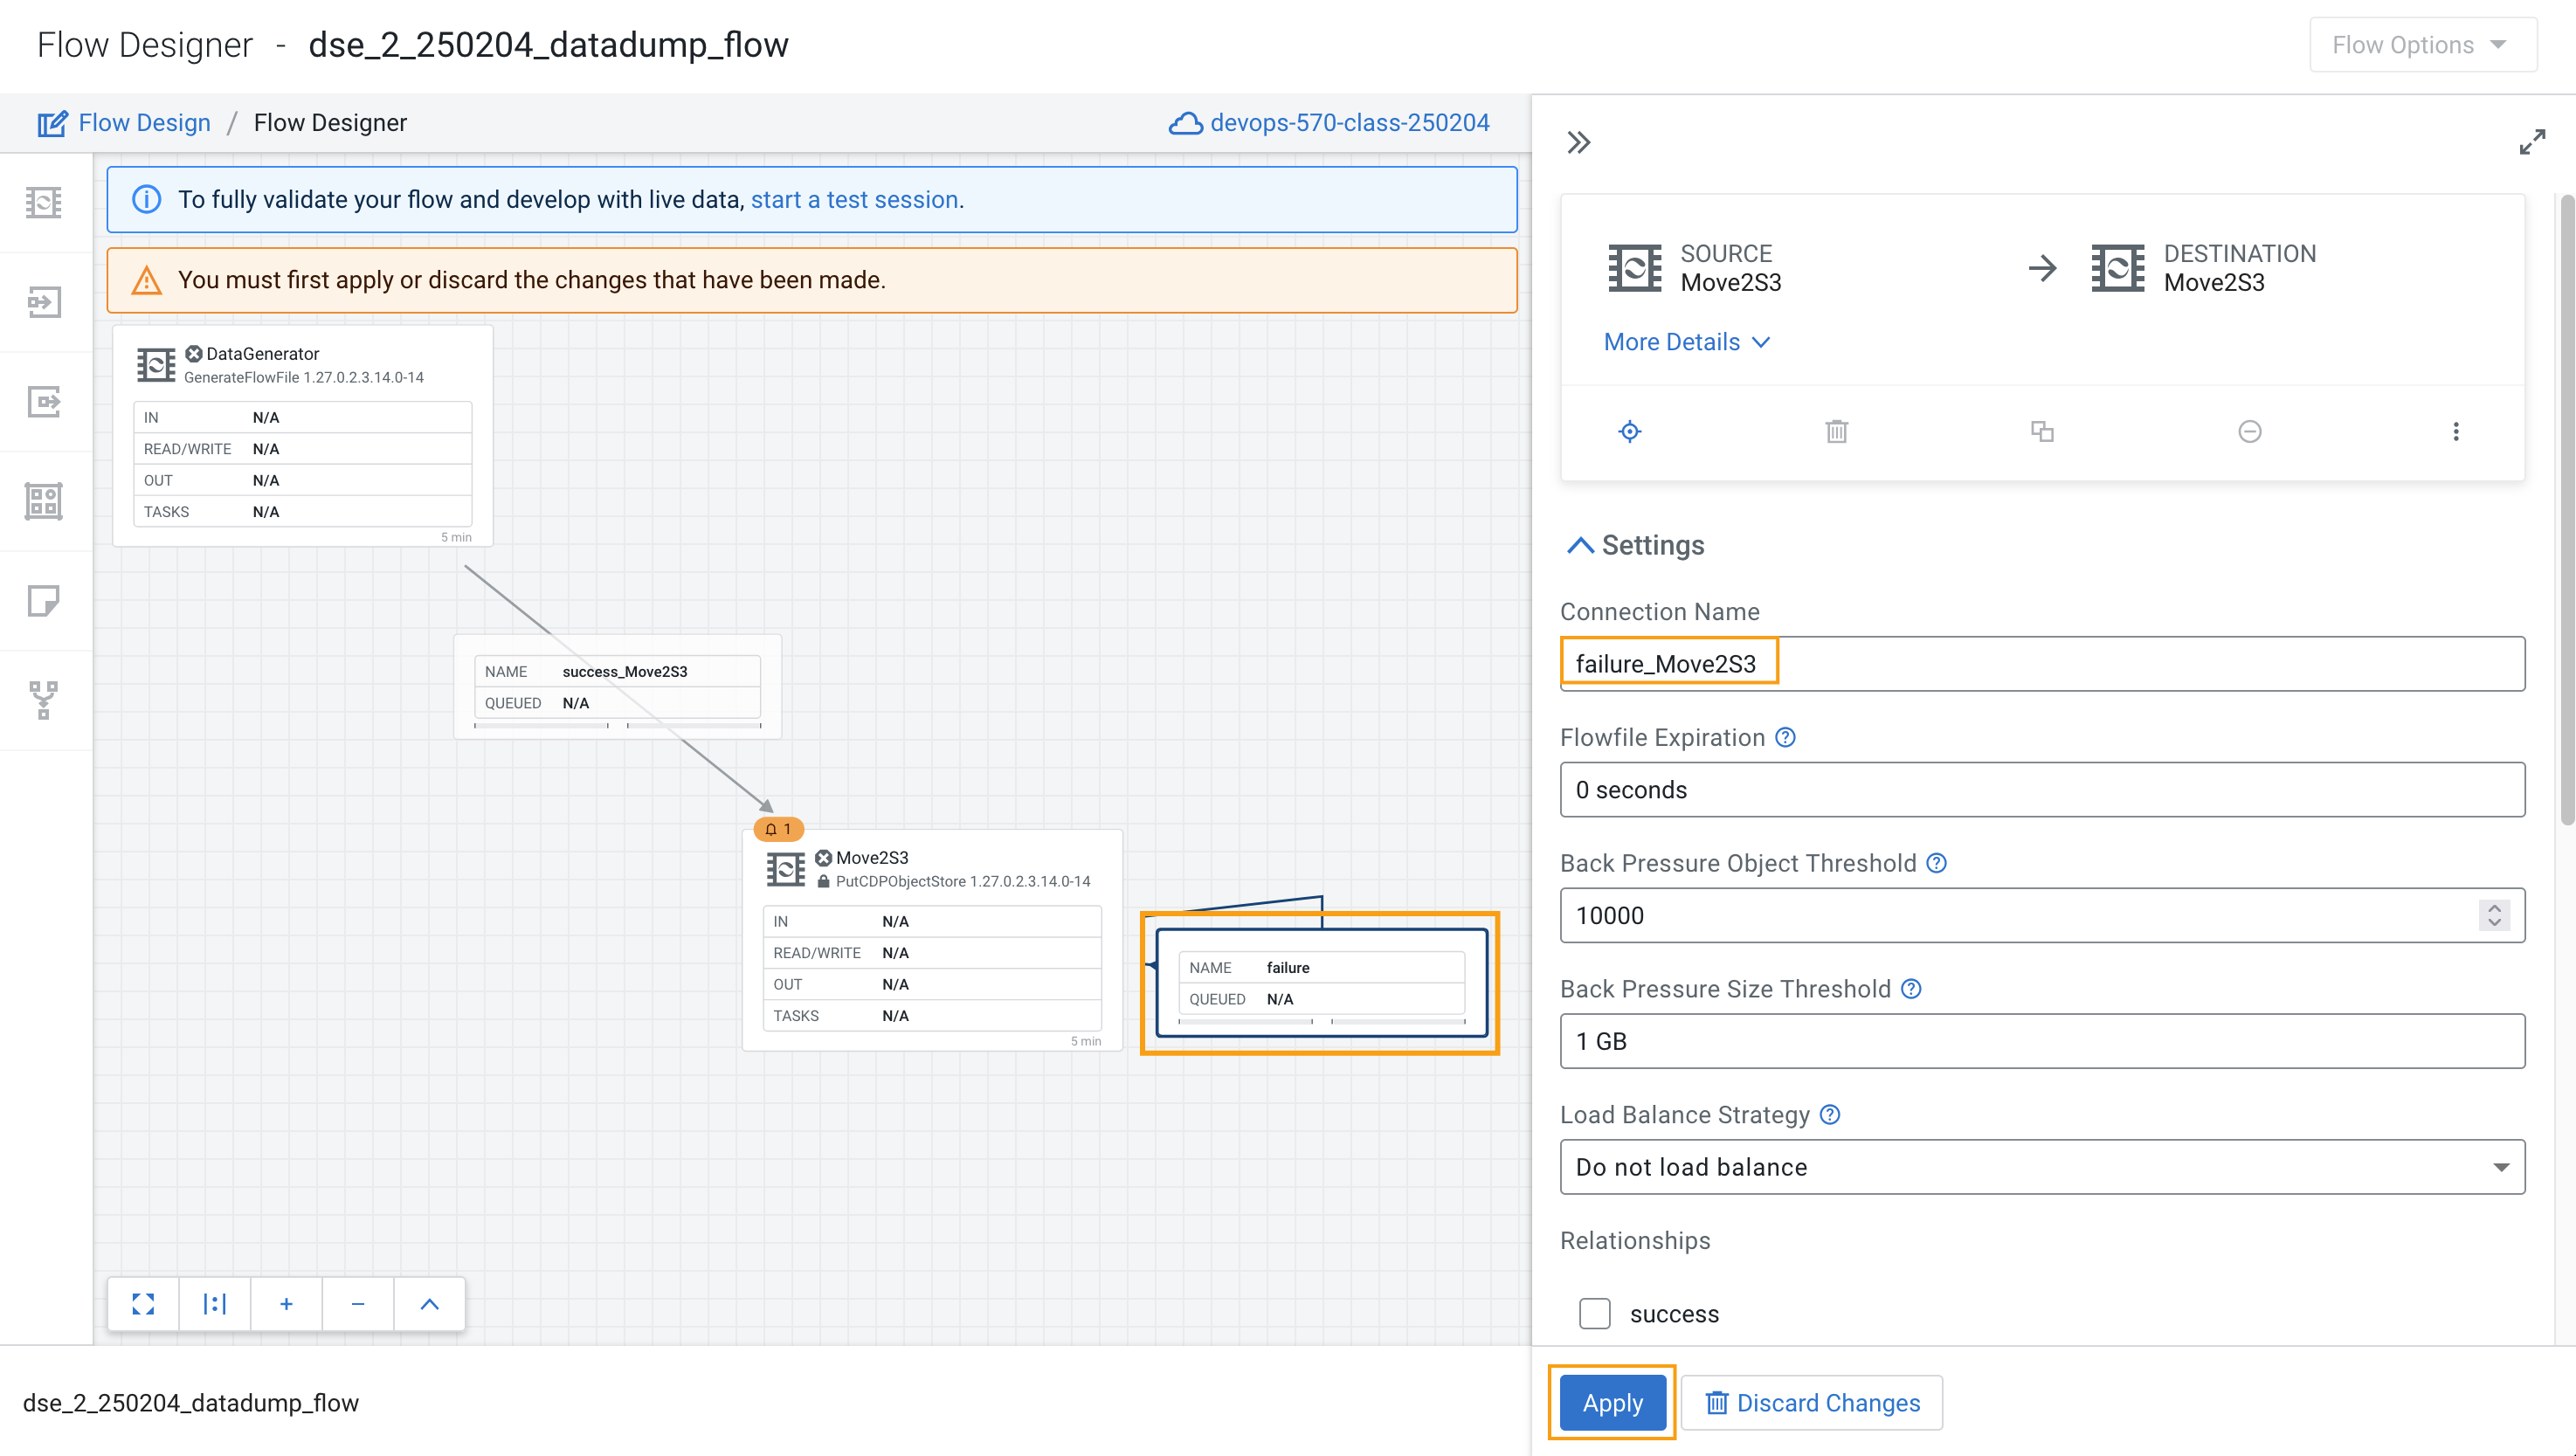 Flow Designer - dse_2_250204_datadump_flow
Flow Options
Flow Design / Flow Designer
devops-570-class-250204
To fully validate your flow and develop with live data, start a test session.
You must first apply or discard the changes that have been made.
DataGenerator
GenerateFlowFile 1.27.0.2.3.14.0-14
IN N/A
READ/WRITE N/A
OUT N/A
TASKS N/A
5 min
NAME success_Move2S3
QUEUED N/A
1
Move2S3
PutCDPObjectStore 1.27.0.2.3.14.0-14
IN N/A
READ/WRITE N/A
OUT N/A
TASKS N/A
5 min
NAME failure
QUEUED N/A
dse_2_250204_datadump_flow
SOURCE
Move2S3
DESTINATION
Move2S3
More Details
Settings
Connection Name
failure_Move2S3
Flowfile Expiration
0 seconds
Back Pressure Object Threshold
10000
Back Pressure Size Threshold
1 GB
Load Balance Strategy
Do not load balance
Relationships
success
Apply
Discard Changes